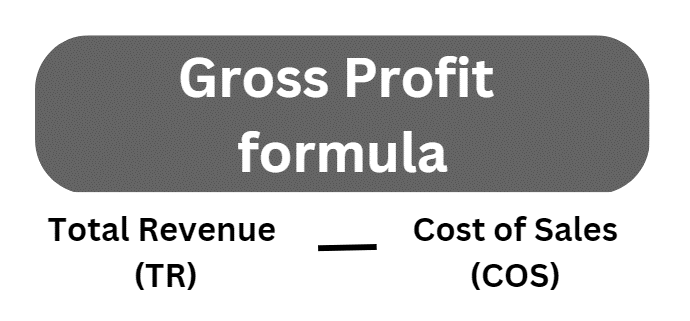 Gross Profit
formula
Total Revenue — Cost of Sales
(TR) (COS)